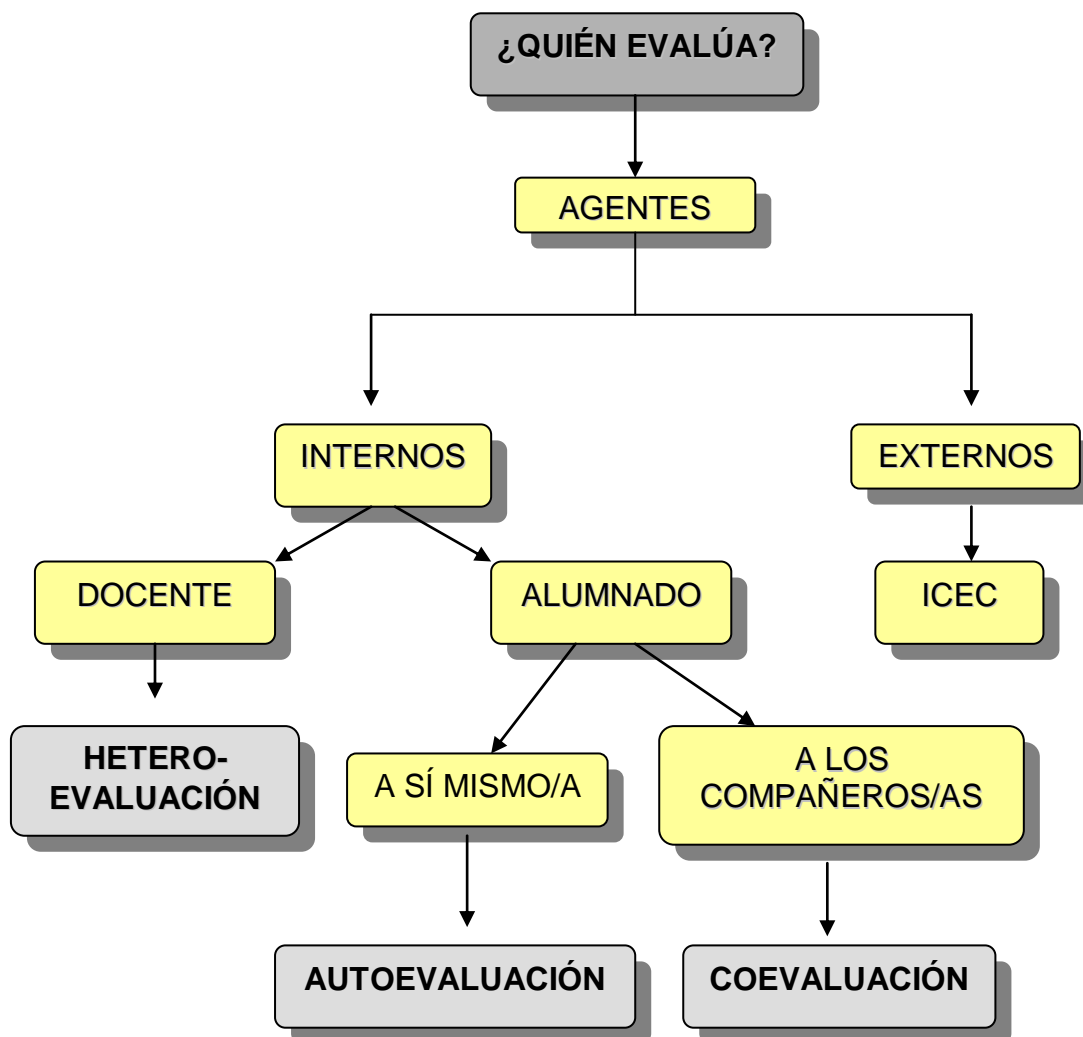 ¿QUIÉN EVALÚA?
AGENTES
INTERNOS
EXTERNOS
DOCENTE
ALUMNADO
ICEC
HETERO-
EVALUACIÓN
A SÍ MISMO/A
A LOS
COMPAÑEROS/AS
AUTOEVALUACIÓN
COEVALUACIÓN